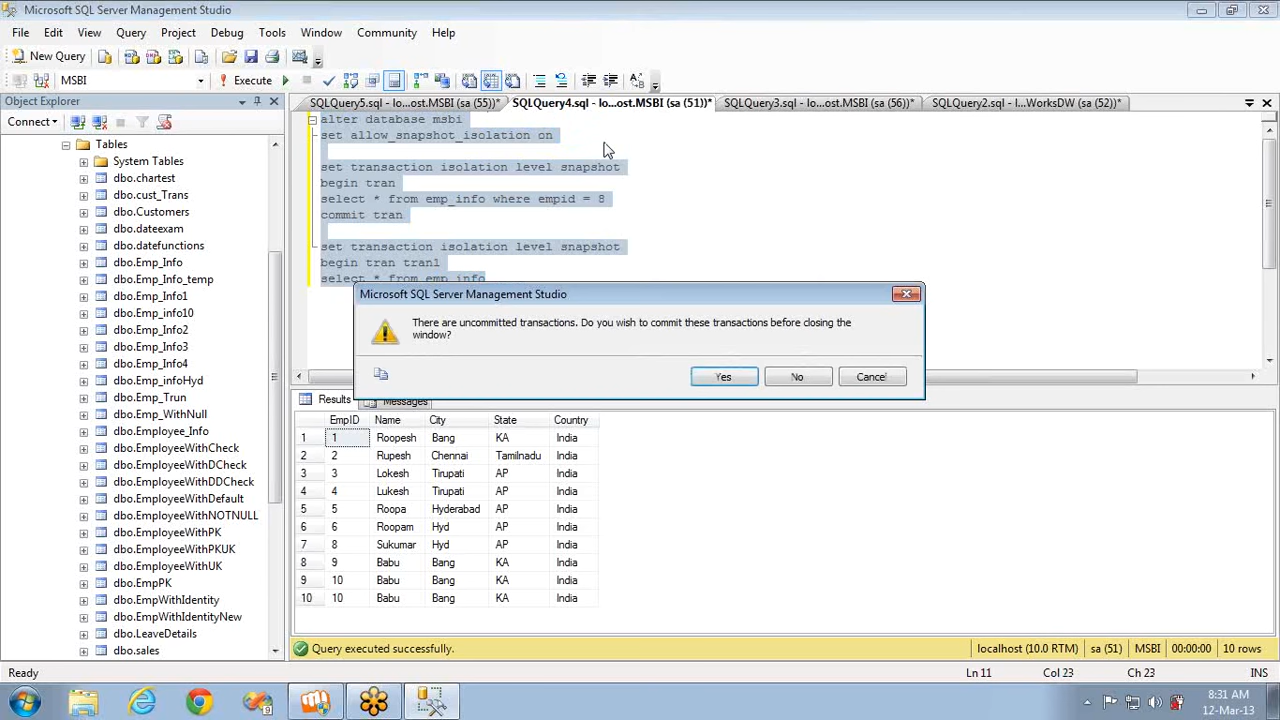 Microsoft SQL Server Management Studio
File Edit View Query Project Debug Tools Window Community Help
New Query
MSBI Execute
Object Explorer
Connect
SQLQuery5.sql - lo...ost.MSBI (sa (55))* SQLQuery4.sql - lo...ost.MSBI (sa (51))* SQLQuery3.sql - lo...ost.MSBI (sa (56))* SQLQuery2.sql - l...WorksDW (sa (52))*
Tables
System Tables
dbo.chartest
dbo.cust_Trans
dbo.Customers
dbo.dateexam
dbo.datefunctions
dbo.Emp_Info
dbo.Emp_Info_temp
dbo.Emp_Info1
dbo.Emp_info10
dbo.Emp_Info2
dbo.Emp_Info3
dbo.Emp_Info4
dbo.Emp_infoHyd
dbo.Emp_Trun
dbo.Emp_WithNull
dbo.Employee_Info
dbo.EmployeeWithCheck
dbo.EmployeeWithDCheck
dbo.EmployeeWithDDCheck
dbo.EmployeeWithDefault
dbo.EmployeeWithNOTNULL
dbo.EmployeeWithPK
dbo.EmployeeWithPKUK
dbo.EmployeeWithUK
dbo.EmpPK
dbo.EmpWithIdentity
dbo.EmpWithIdentityNew
dbo.LeaveDetails
dbo.sales
alter database msbi
set allow_snapshot_isolation on
set transaction isolation level snapshot
begin tran
select * from emp_info where empid = 8
commit tran
set transaction isolation level snapshot
begin tran tran1
select * from emp_info
Microsoft SQL Server Management Studio
There are uncommitted transactions. Do you wish to commit these transactions before closing the
window?
Yes No Cancel
Results Messages
EmpID Name City State Country
1 1 Roopesh Bang KA India
2 2 Rupesh Chennai Tamilnadu India
3 3 Lokesh Tirupati AP India
4 4 Lukesh Tirupati AP India
5 5 Roopa Hyderabad AP India
6 6 Roopam Hyd AP India
7 8 Sukumar Hyd AP India
8 9 Babu Bang KA India
9 10 Babu Bang KA India
10 10 Babu Bang KA India
Query executed successfully. localhost (10.0 RTM) sa (51) MSBI 00:00:00 10 rows
Ready Ln 11 Col 23 Ch 23 INS
8:31 AM
12-Mar-13